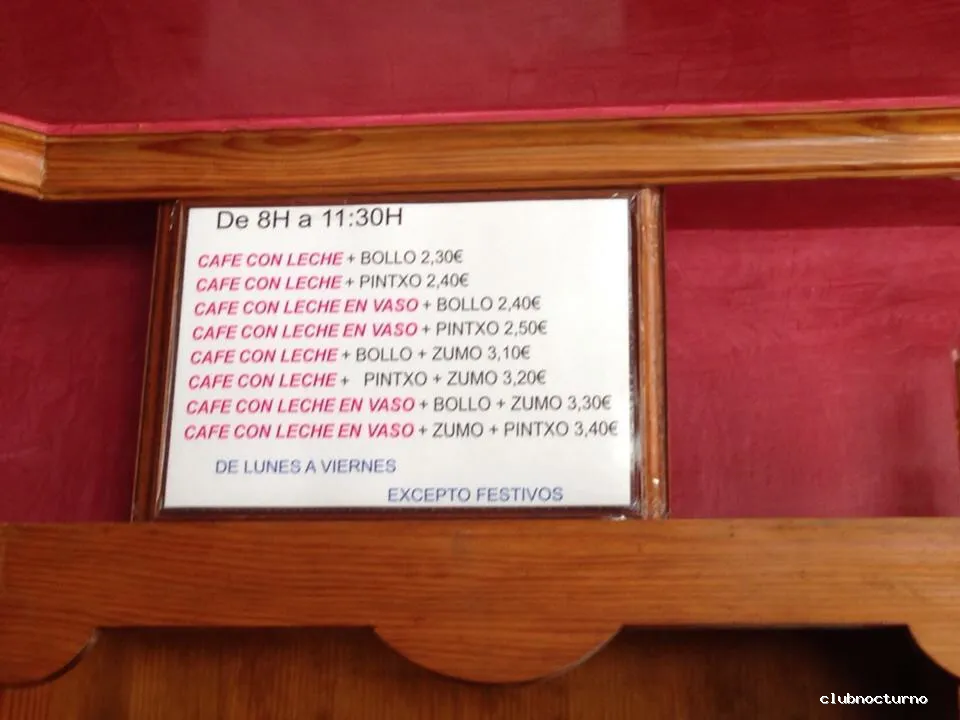 De 8H a 11:30H
CAFE CON LECHE + BOLLO 2,30€
CAFE CON LECHE + PINTXO 2,40€
CAFE CON LECHE EN VASO + BOLLO 2,40€
CAFE CON LECHE EN VASO + PINTXO 2,50€
CAFE CON LECHE + BOLLO + ZUMO 3,10€
CAFE CON LECHE + PINTXO + ZUMO 3,20€
CAFE CON LECHE EN VASO + BOLLO + ZUMO 3,30€
CAFE CON LECHE EN VASO + ZUMO + PINTXO 3,40€
DE LUNES A VIERNES
EXCEPTO FESTIVOS
clubnocturno